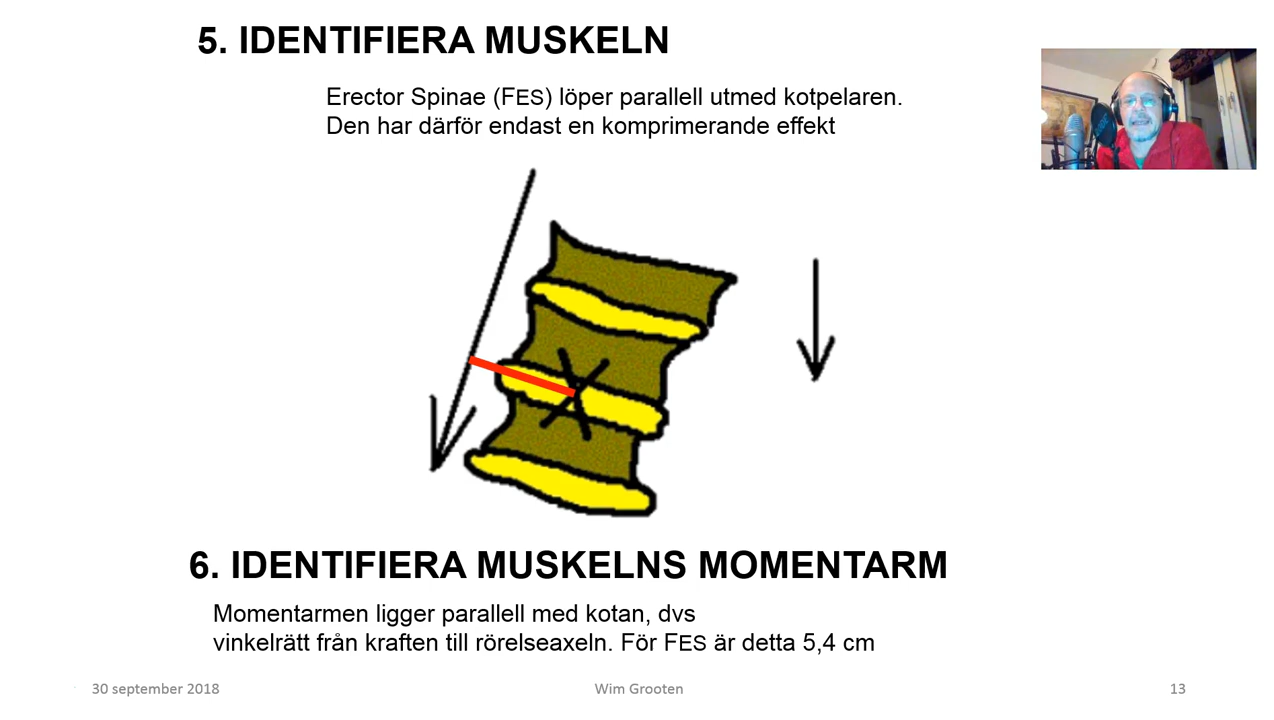 5. IDENTIFIERA MUSKELN
Erector Spinae (FES) löper parallell utmed kotpelaren.
Den har därför endast en komprimerande effekt
6. IDENTIFIERA MUSKELNS MOMENTARM
Momentarmen ligger parallell med kotan, dvs
vinkelrätt från kraften till rörelseaxeln. För FES är detta 5,4 cm
30 september 2018
Wim Grooten
13